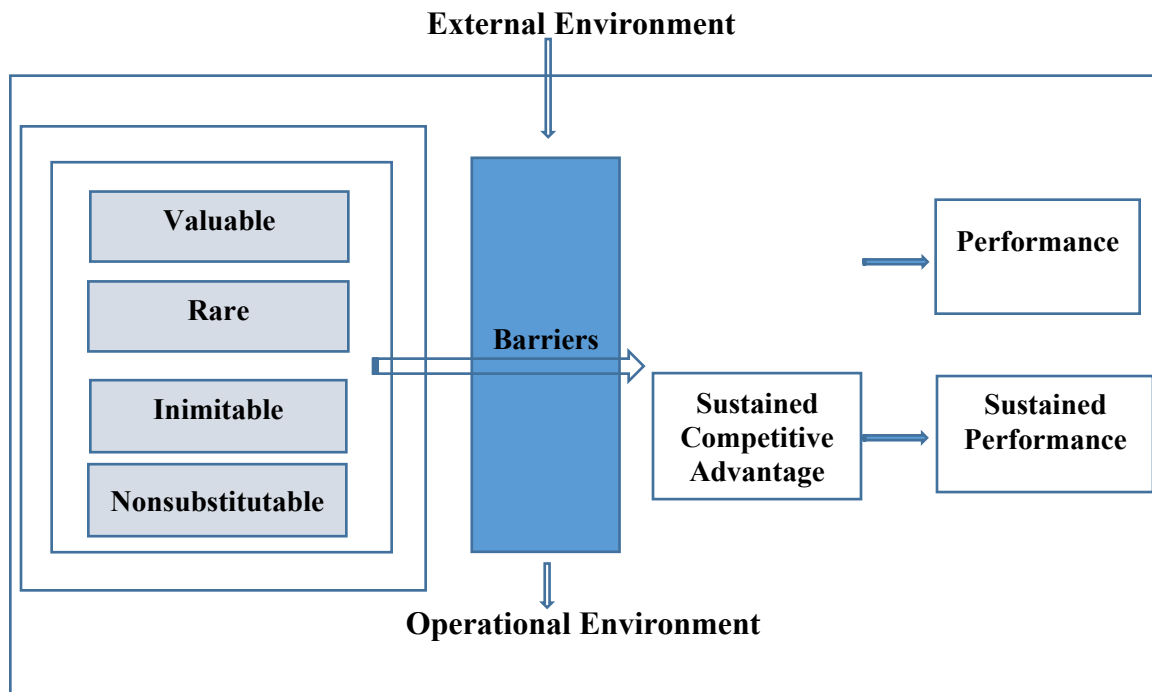 External Environment
Valuable
Rare
Inimitable
Nonsubstitutable
Barriers
Sustained
Competitive
Advantage
Performance
Sustained
Performance
Operational Environment